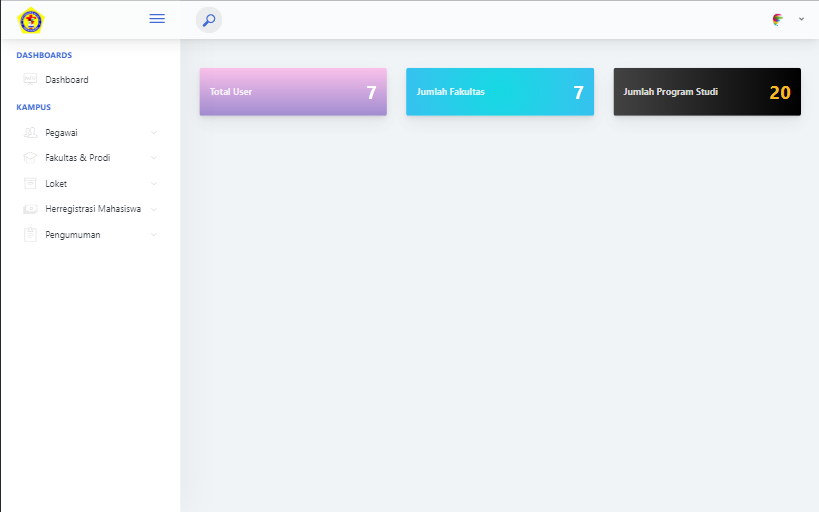 DASHBOARDS
Dashboard
KAMPUS
Pegawai
Fakultas & Prodi
Loket
Herregistrasi Mahasiswa
Pengumuman
Total User 7
Jumlah Fakultas 7
Jumlah Program Studi 20